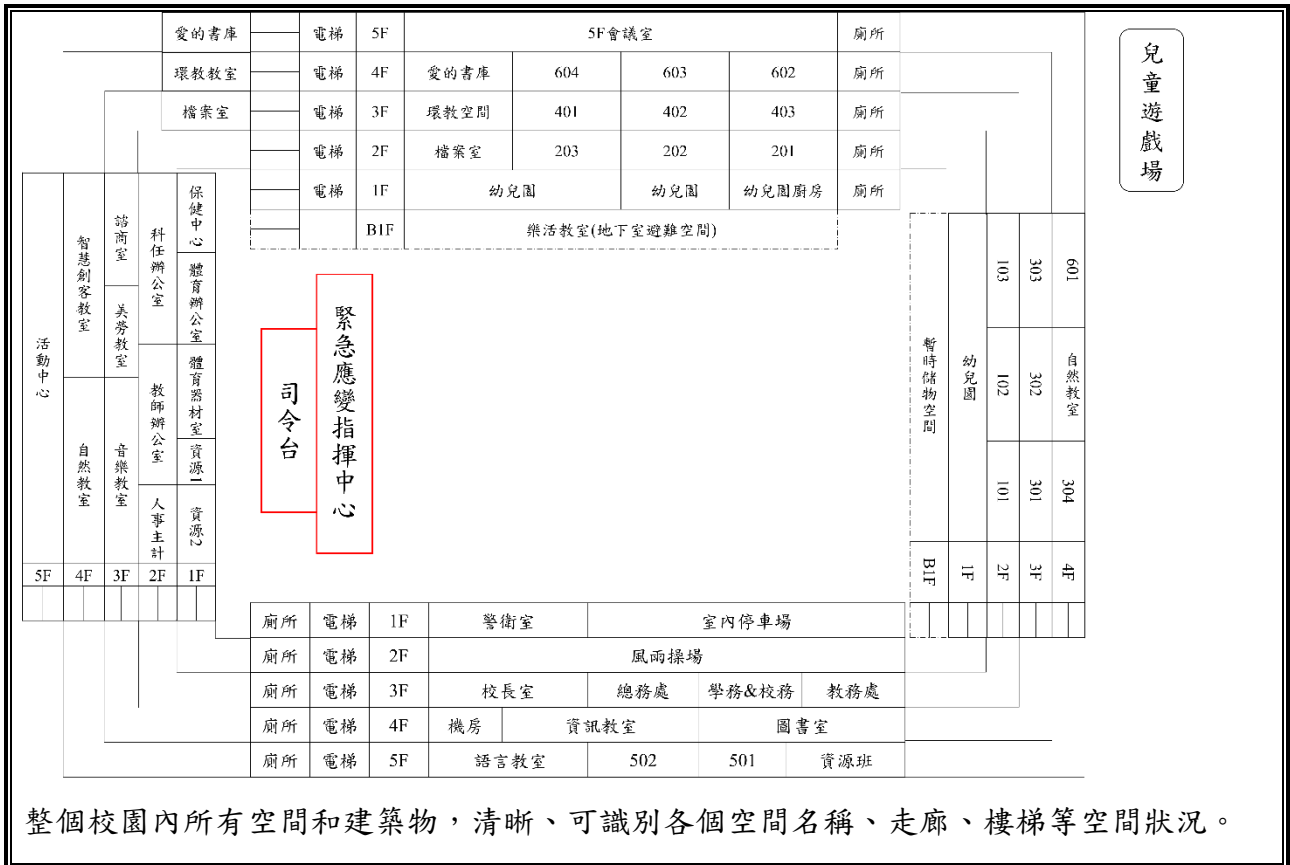 愛的書庫 電梯 5F 5F會議室 廁所
環教教室 電梯 4F 愛的書庫 604 603 602 廁所
檔案室 電梯 3F 環教空間 401 402 403 廁所
電梯 2F 檔案室 203 202 201 廁所
電梯 1F 幼兒園 幼兒園 幼兒園廚房 廁所
B1F 樂活教室(地下室避難空間)
兒童遊戲場
活動中心 5F
智慧創客教室 自然教室 4F
諮商室 美勞教室 音樂教室 3F
科任辦公室 教師辦公室 人事主計 2F
保健中心 體育辦公室 體育器材室 資源1 資源2 1F
司令台
緊急應變指揮中心
暫時儲物空間 B1F
幼兒園 1F
103 102 101 2F
303 302 301 3F
601 自然教室 304 4F
廁所 電梯 1F 警衛室 室內停車場
廁所 電梯 2F 風雨操場
廁所 電梯 3F 校長室 總務處 學務&校務 教務處
廁所 電梯 4F 機房 資訊教室 圖書室
廁所 電梯 5F 語言教室 502 501 資源班
整個校園內所有空間和建築物，清晰、可識別各個空間名稱、走廊、樓梯等空間狀況。